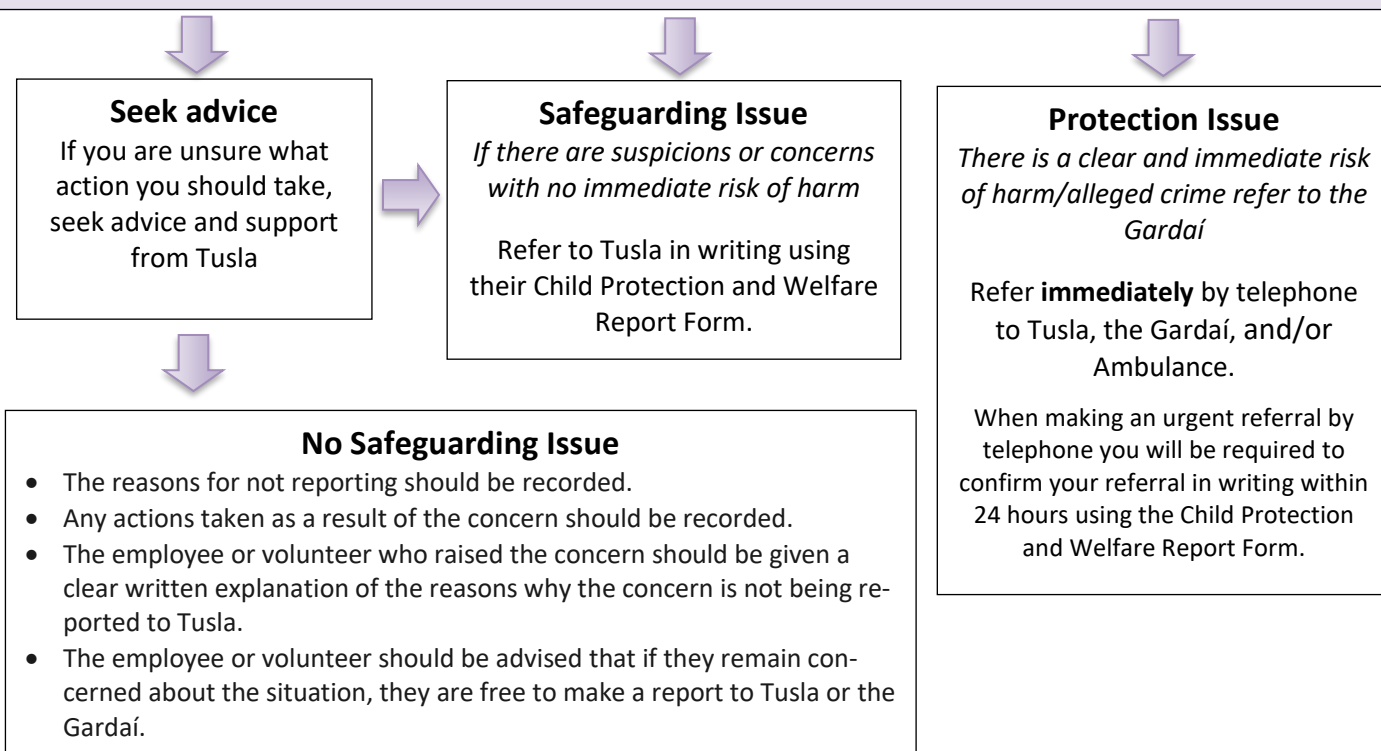 Seek advice
If you are unsure what
action you should take,
seek advice and support
from Tusla
Safeguarding Issue
If there are suspicions or concerns
with no immediate risk of harm
Refer to Tusla in writing using
their Child Protection and Welfare
Report Form.
Protection Issue
There is a clear and immediate risk
of harm/alleged crime refer to the
Gardaí
Refer immediately by telephone
to Tusla, the Gardaí, and/or
Ambulance.
When making an urgent referral by
telephone you will be required to
confirm your referral in writing within
24 hours using the Child Protection
and Welfare Report Form.
No Safeguarding Issue
• The reasons for not reporting should be recorded.
• Any actions taken as a result of the concern should be recorded.
• The employee or volunteer who raised the concern should be given a
clear written explanation of the reasons why the concern is not being re-
ported to Tusla.
• The employee or volunteer should be advised that if they remain con-
cerned about the situation, they are free to make a report to Tusla or the
Gardaí.